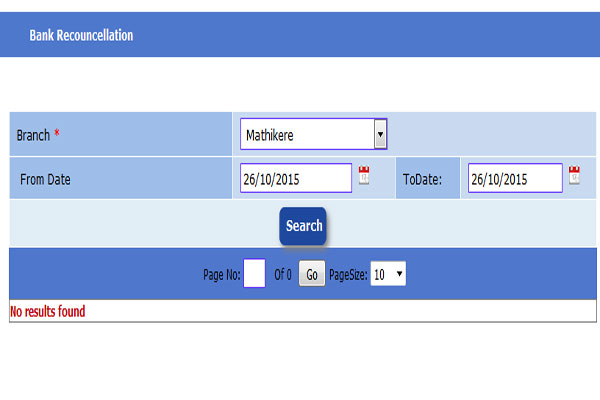 Bank Recouncellation
Branch * Mathikere
From Date 26/10/2015 ToDate: 26/10/2015
Search
Page No: Of 0 Go PageSize: 10
No results found